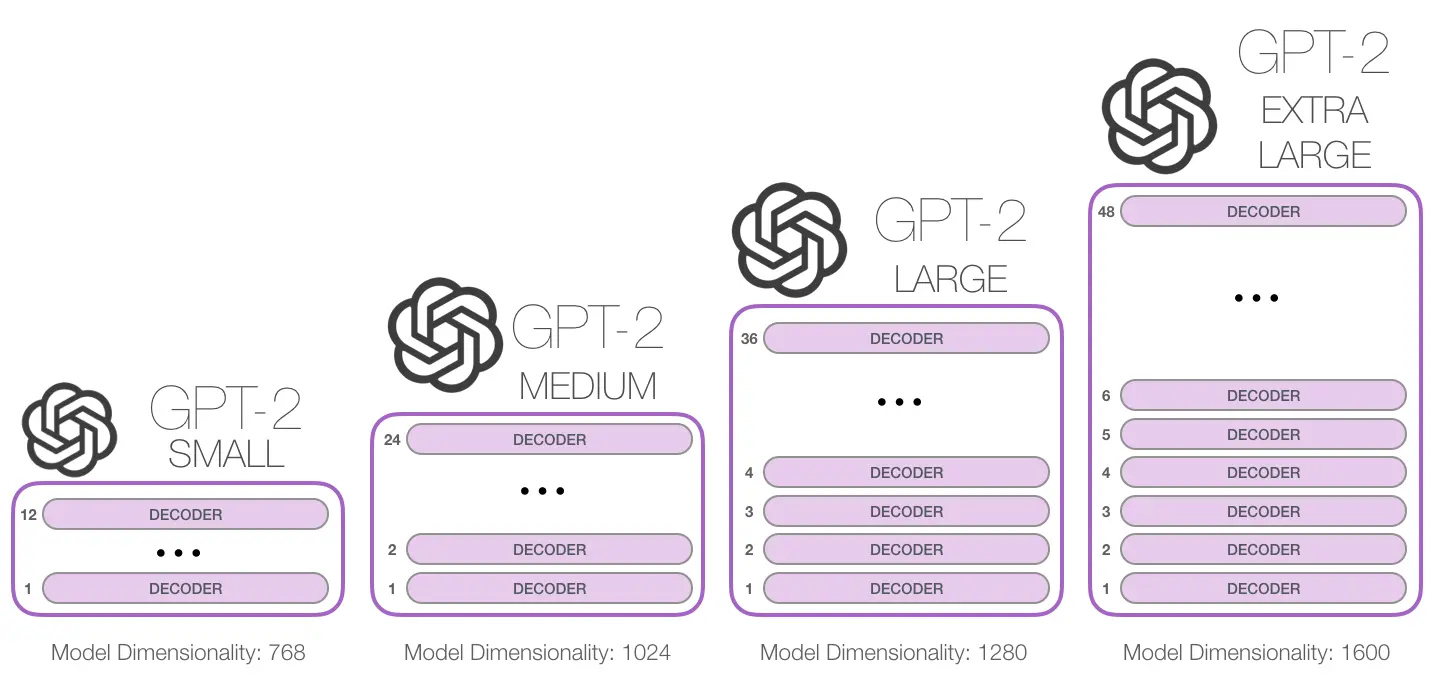 GPT-2
SMALL
12 DECODER
• • •
1 DECODER
Model Dimensionality: 768
GPT-2
MEDIUM
24 DECODER
• • •
2 DECODER
1 DECODER
Model Dimensionality: 1024
GPT-2
LARGE
36 DECODER
• • •
4 DECODER
3 DECODER
2 DECODER
1 DECODER
Model Dimensionality: 1280
GPT-2
EXTRA
LARGE
48 DECODER
• • •
6 DECODER
5 DECODER
4 DECODER
3 DECODER
2 DECODER
1 DECODER
Model Dimensionality: 1600